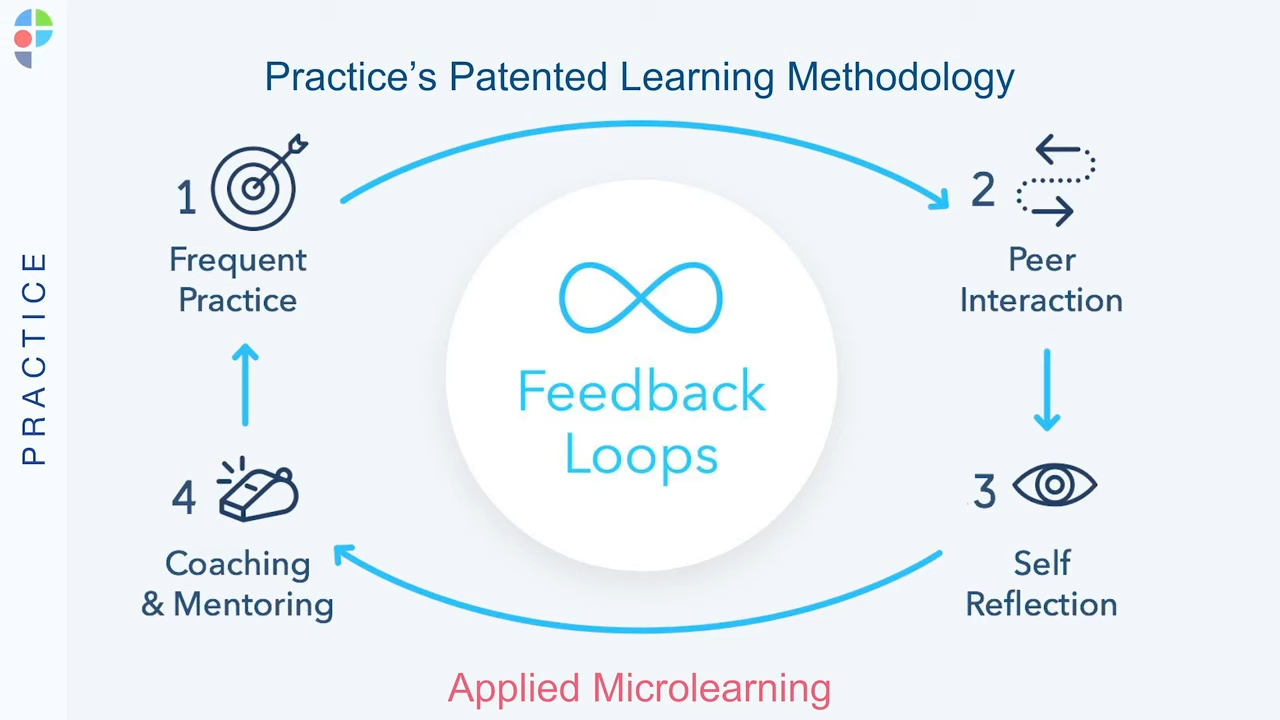 Practice’s Patented Learning Methodology
1
Frequent
Practice
2
Peer
Interaction
Feedback
Loops
PRACTICE
4
Coaching
& Mentoring
3
Self
Reflection
Applied Microlearning